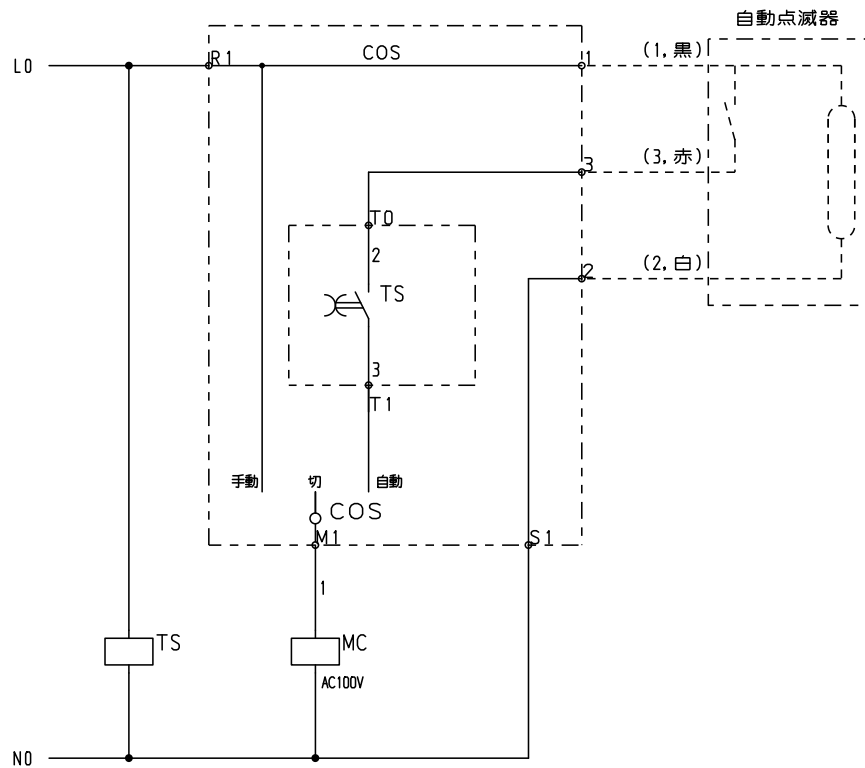 自動点滅器
L0
R1
COS
1
(1,黒)
3
(3,赤)
T0
2
2
(2,白)
TS
3
T1
手動
切
自動
COS
M1
S1
1
TS
MC
AC100V
N0